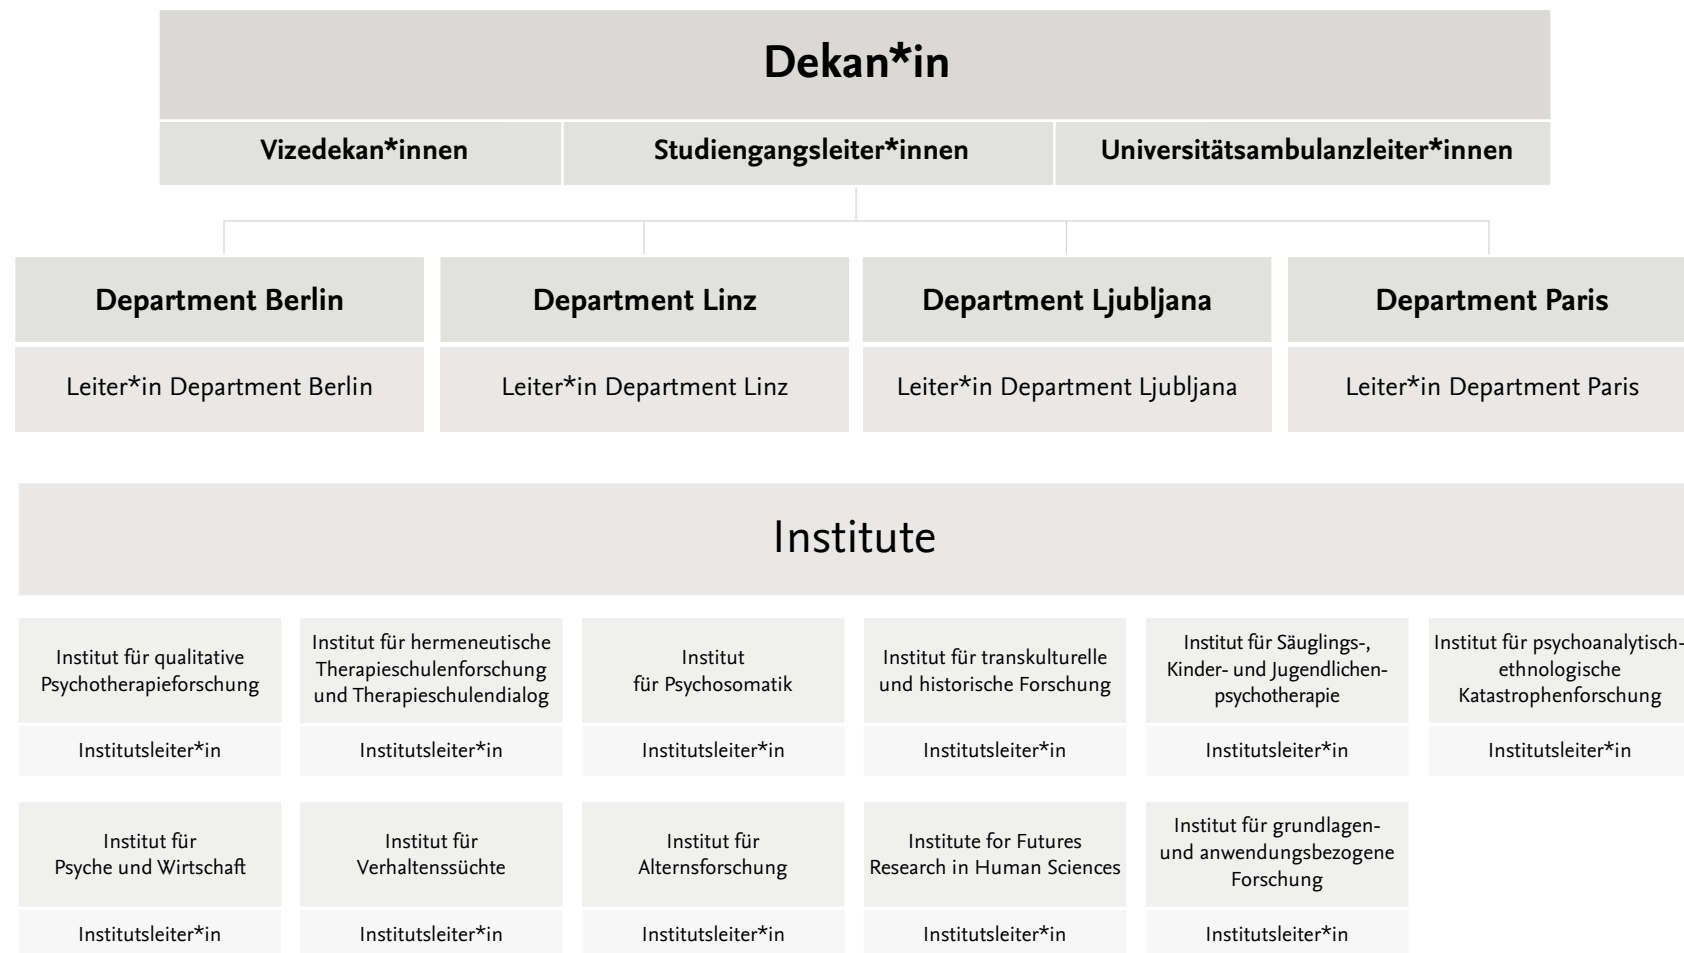 Dekan*in
Vizedekan*innen
Studiengangsleiter*innen
Universitätsambulanzleiter*innen
Department Berlin
Department Linz
Department Ljubljana
Department Paris
Leiter*in Department Berlin
Leiter*in Department Linz
Leiter*in Department Ljubljana
Leiter*in Department Paris
Institute
Institut für qualitative
Psychotherapieforschung
Institutsleiter*in
Institut für hermeneutische
Therapieschulenforschung
und Therapieschulendialog
Institutsleiter*in
Institut
für Psychosomatik
Institutsleiter*in
Institut für transkulturelle
und historische Forschung
Institutsleiter*in
Institut für Säuglings-,
Kinder- und Jugendlichen-
psychotherapie
Institutsleiter*in
Institut für psychoanalytisch-
ethnologische
Katastrophenforschung
Institutsleiter*in
Institut für
Psyche und Wirtschaft
Institutsleiter*in
Institut für
Verhaltenssüchte
Institutsleiter*in
Institut für
Alternsforschung
Institutsleiter*in
Institute for Futures
Research in Human Sciences
Institutsleiter*in
Institut für grundlagen-
und anwendungsbezogene
Forschung
Institutsleiter*in